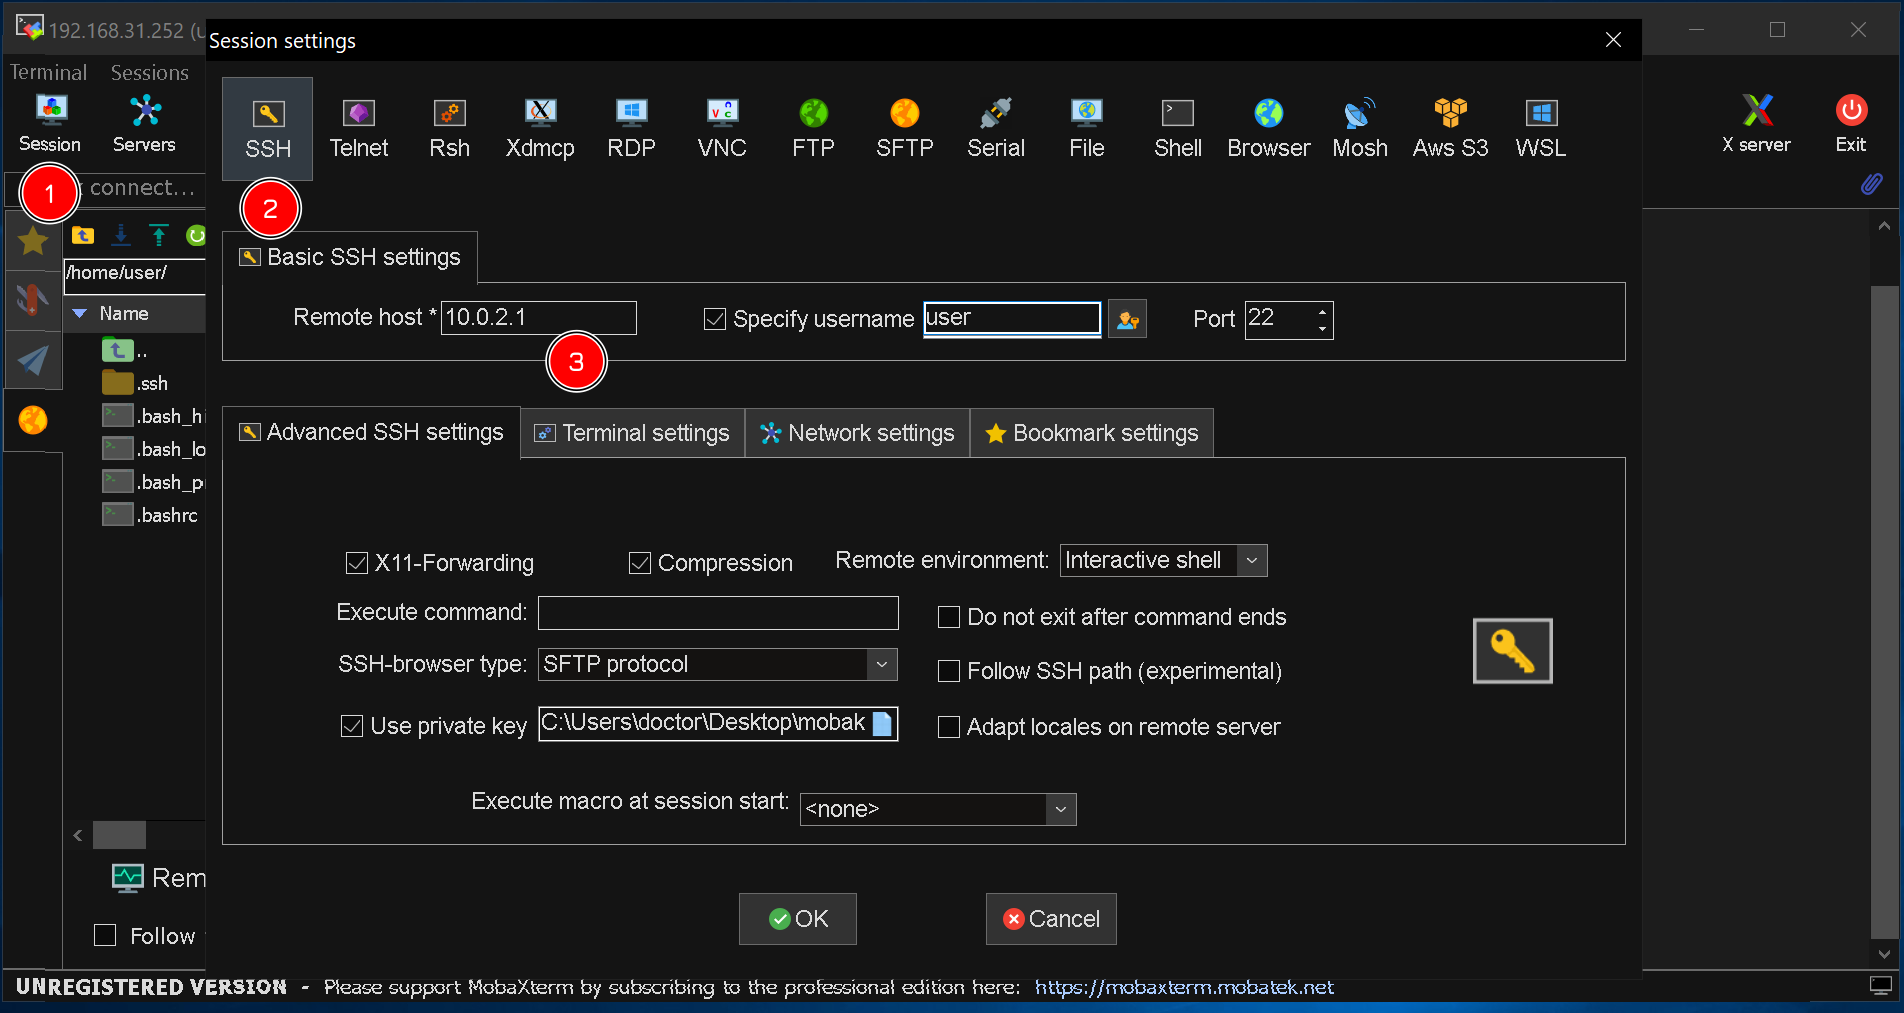 192.168.31.252 (u
Session settings
Terminal Sessions
Session Servers
SSH Telnet Rsh Xdmcp RDP VNC FTP SFTP Serial File Shell Browser Mosh Aws S3 WSL
X server Exit
1 connect...
2
/home/user/
Basic SSH settings
Name
Remote host * 10.0.2.1 Specify username user Port 22
3
..
.ssh
.bash_hi
.bash_lo
.bash_p
.bashrc
Advanced SSH settings Terminal settings Network settings Bookmark settings
X11-Forwarding Compression Remote environment: Interactive shell
Execute command: Do not exit after command ends
SSH-browser type: SFTP protocol Follow SSH path (experimental)
Use private key C:\Users\doctor\Desktop\mobak Adapt locales on remote server
Execute macro at session start: <none>
Rem
Follow
OK Cancel
UNREGISTERED VERSION - Please support MobaXterm by subscribing to the professional edition here: https://mobaxterm.mobatek.net